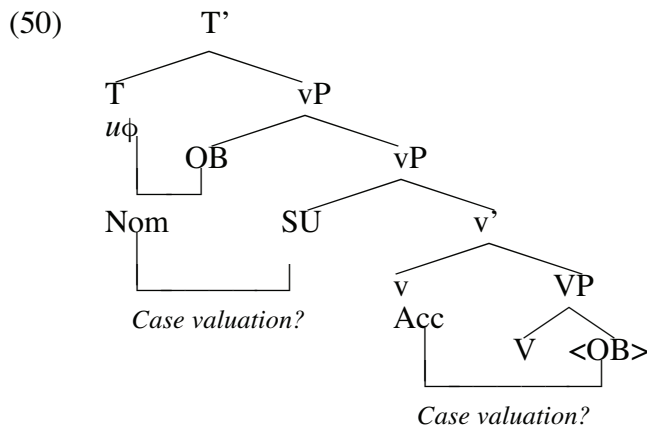 (50) T’
T vP
uϕ
OB vP
Nom SU v’
v VP
Case valuation?
Acc
V <OB>
Case valuation?